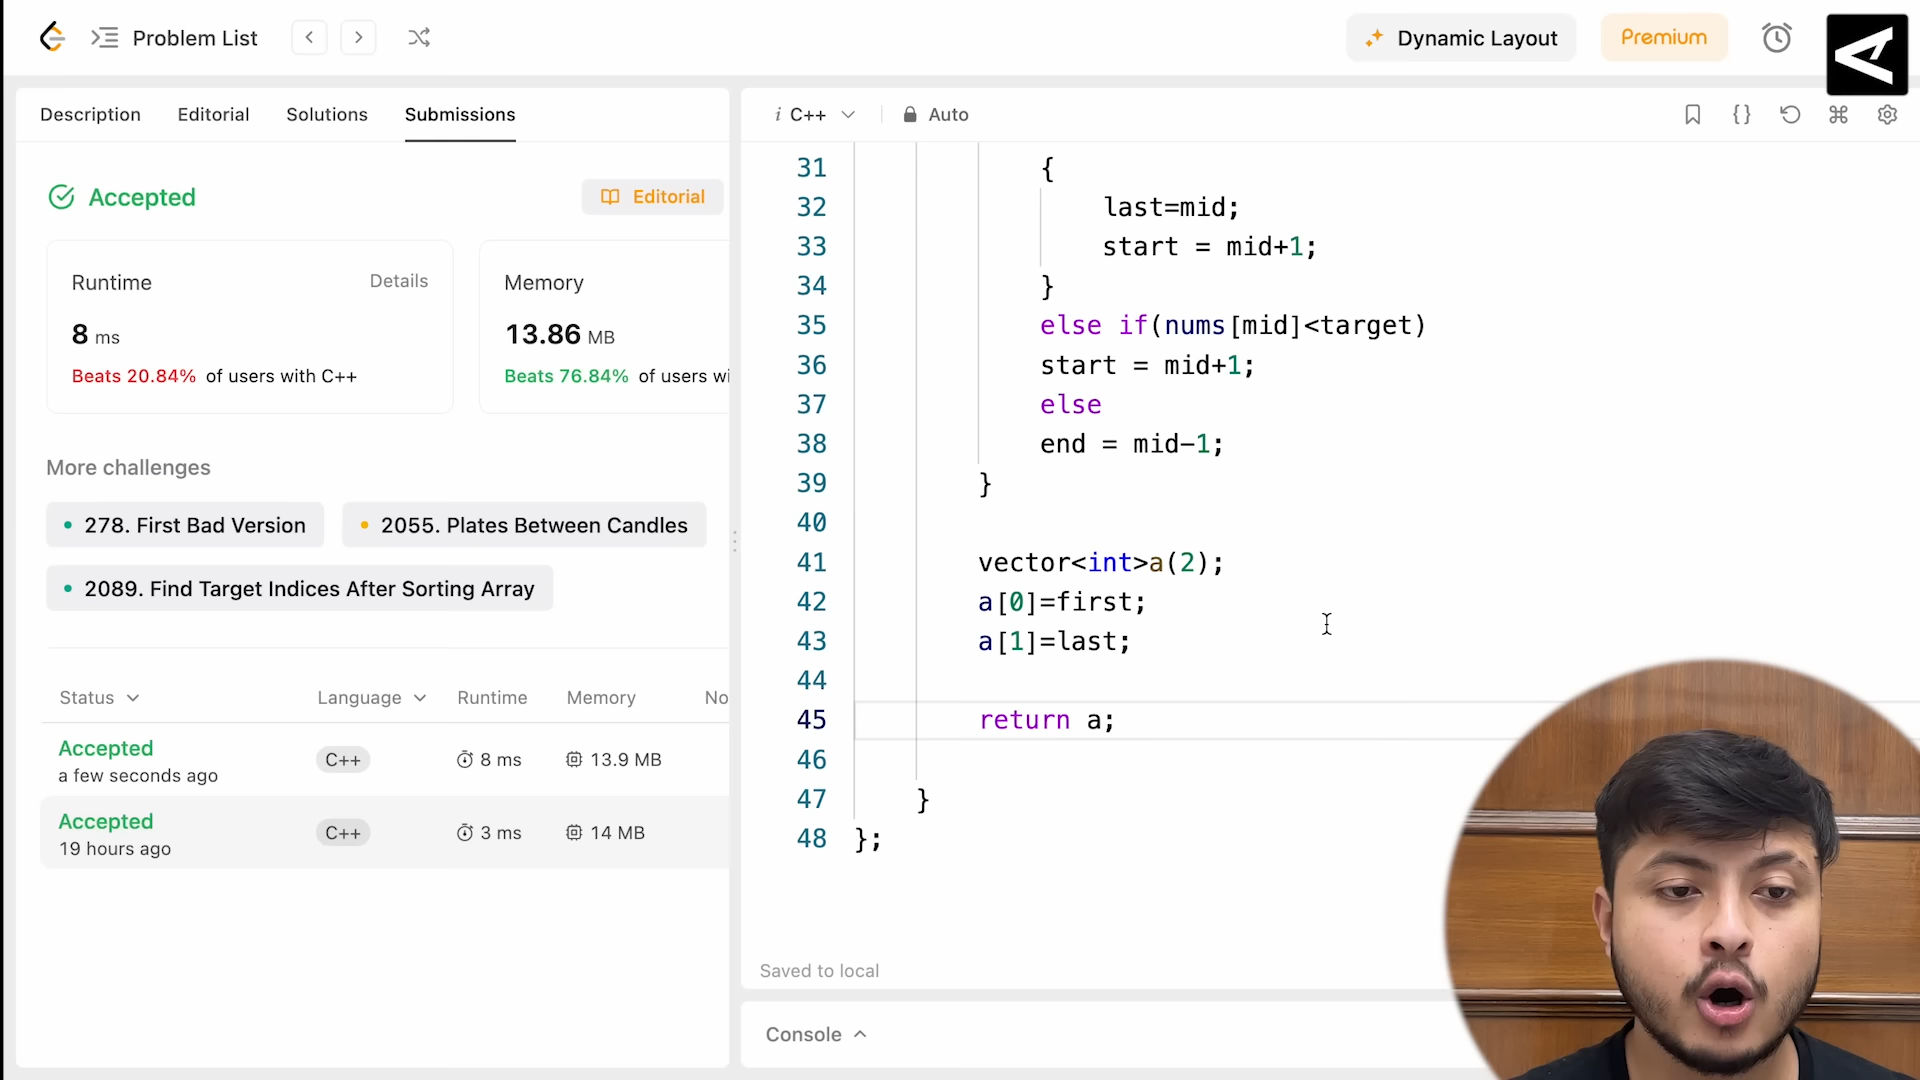 Problem List
Dynamic Layout
Premium
Description
Editorial
Solutions
Submissions
Accepted
Editorial
Runtime
Details
8 ms
Beats 20.84% of users with C++
Memory
13.86 MB
Beats 76.84% of users wi
More challenges
278. First Bad Version
2055. Plates Between Candles
2089. Find Target Indices After Sorting Array
Status Language Runtime Memory No
Accepted
a few seconds ago
C++ 8 ms 13.9 MB
Accepted
19 hours ago
C++ 3 ms 14 MB
i C++ Auto
31 {
32 last=mid;
33 start = mid+1;
34 }
35 else if(nums[mid]<target)
36 start = mid+1;
37 else
38 end = mid-1;
39 }
40
41 vector<int>a(2);
42 a[0]=first;
43 a[1]=last;
44
45 return a;
46
47 }
48 };
Saved to local
Console